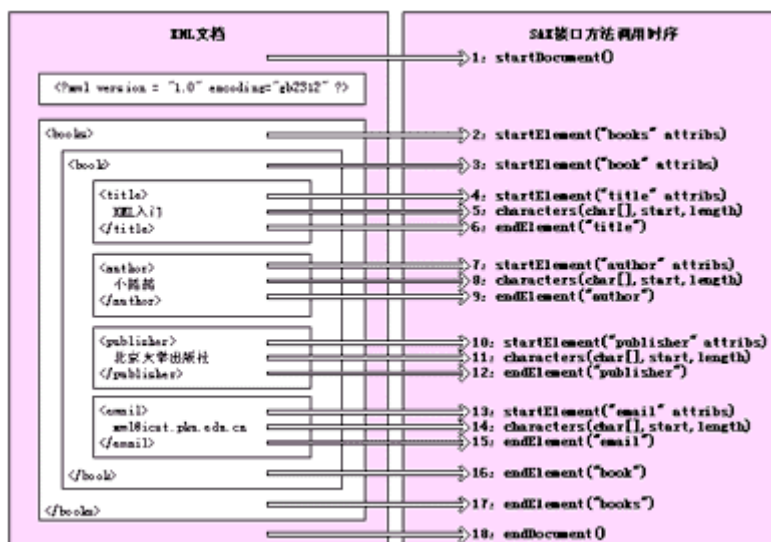 XML文档
<?xml version = "1.0" encoding="gb2312" ?>
<books>
<book>
<title>
XML入门
</title>
<author>
</author>
<publisher>
北京大学出版社
</publisher>
<email>
xml@icst.pku.edu.cn
</email>
</book>
</books>
SAX接口方法调用时序
1: startDocument()
2: startElement("books" attribs)
3: startElement("book" attribs)
4: startElement("title" attribs)
5: characters(char[], start, length)
6: endElement("title")
7: startElement("author" attribs)
8: characters(char[], start, length)
9: endElement("author")
10: startElement("publisher" attribs)
11: characters(char[], start, length)
12: endElement("publisher")
13: startElement("email" attribs)
14: characters(char[], start, length)
15: endElement("email")
16: endElement("book")
17: endElement("books")
18: endDocument()